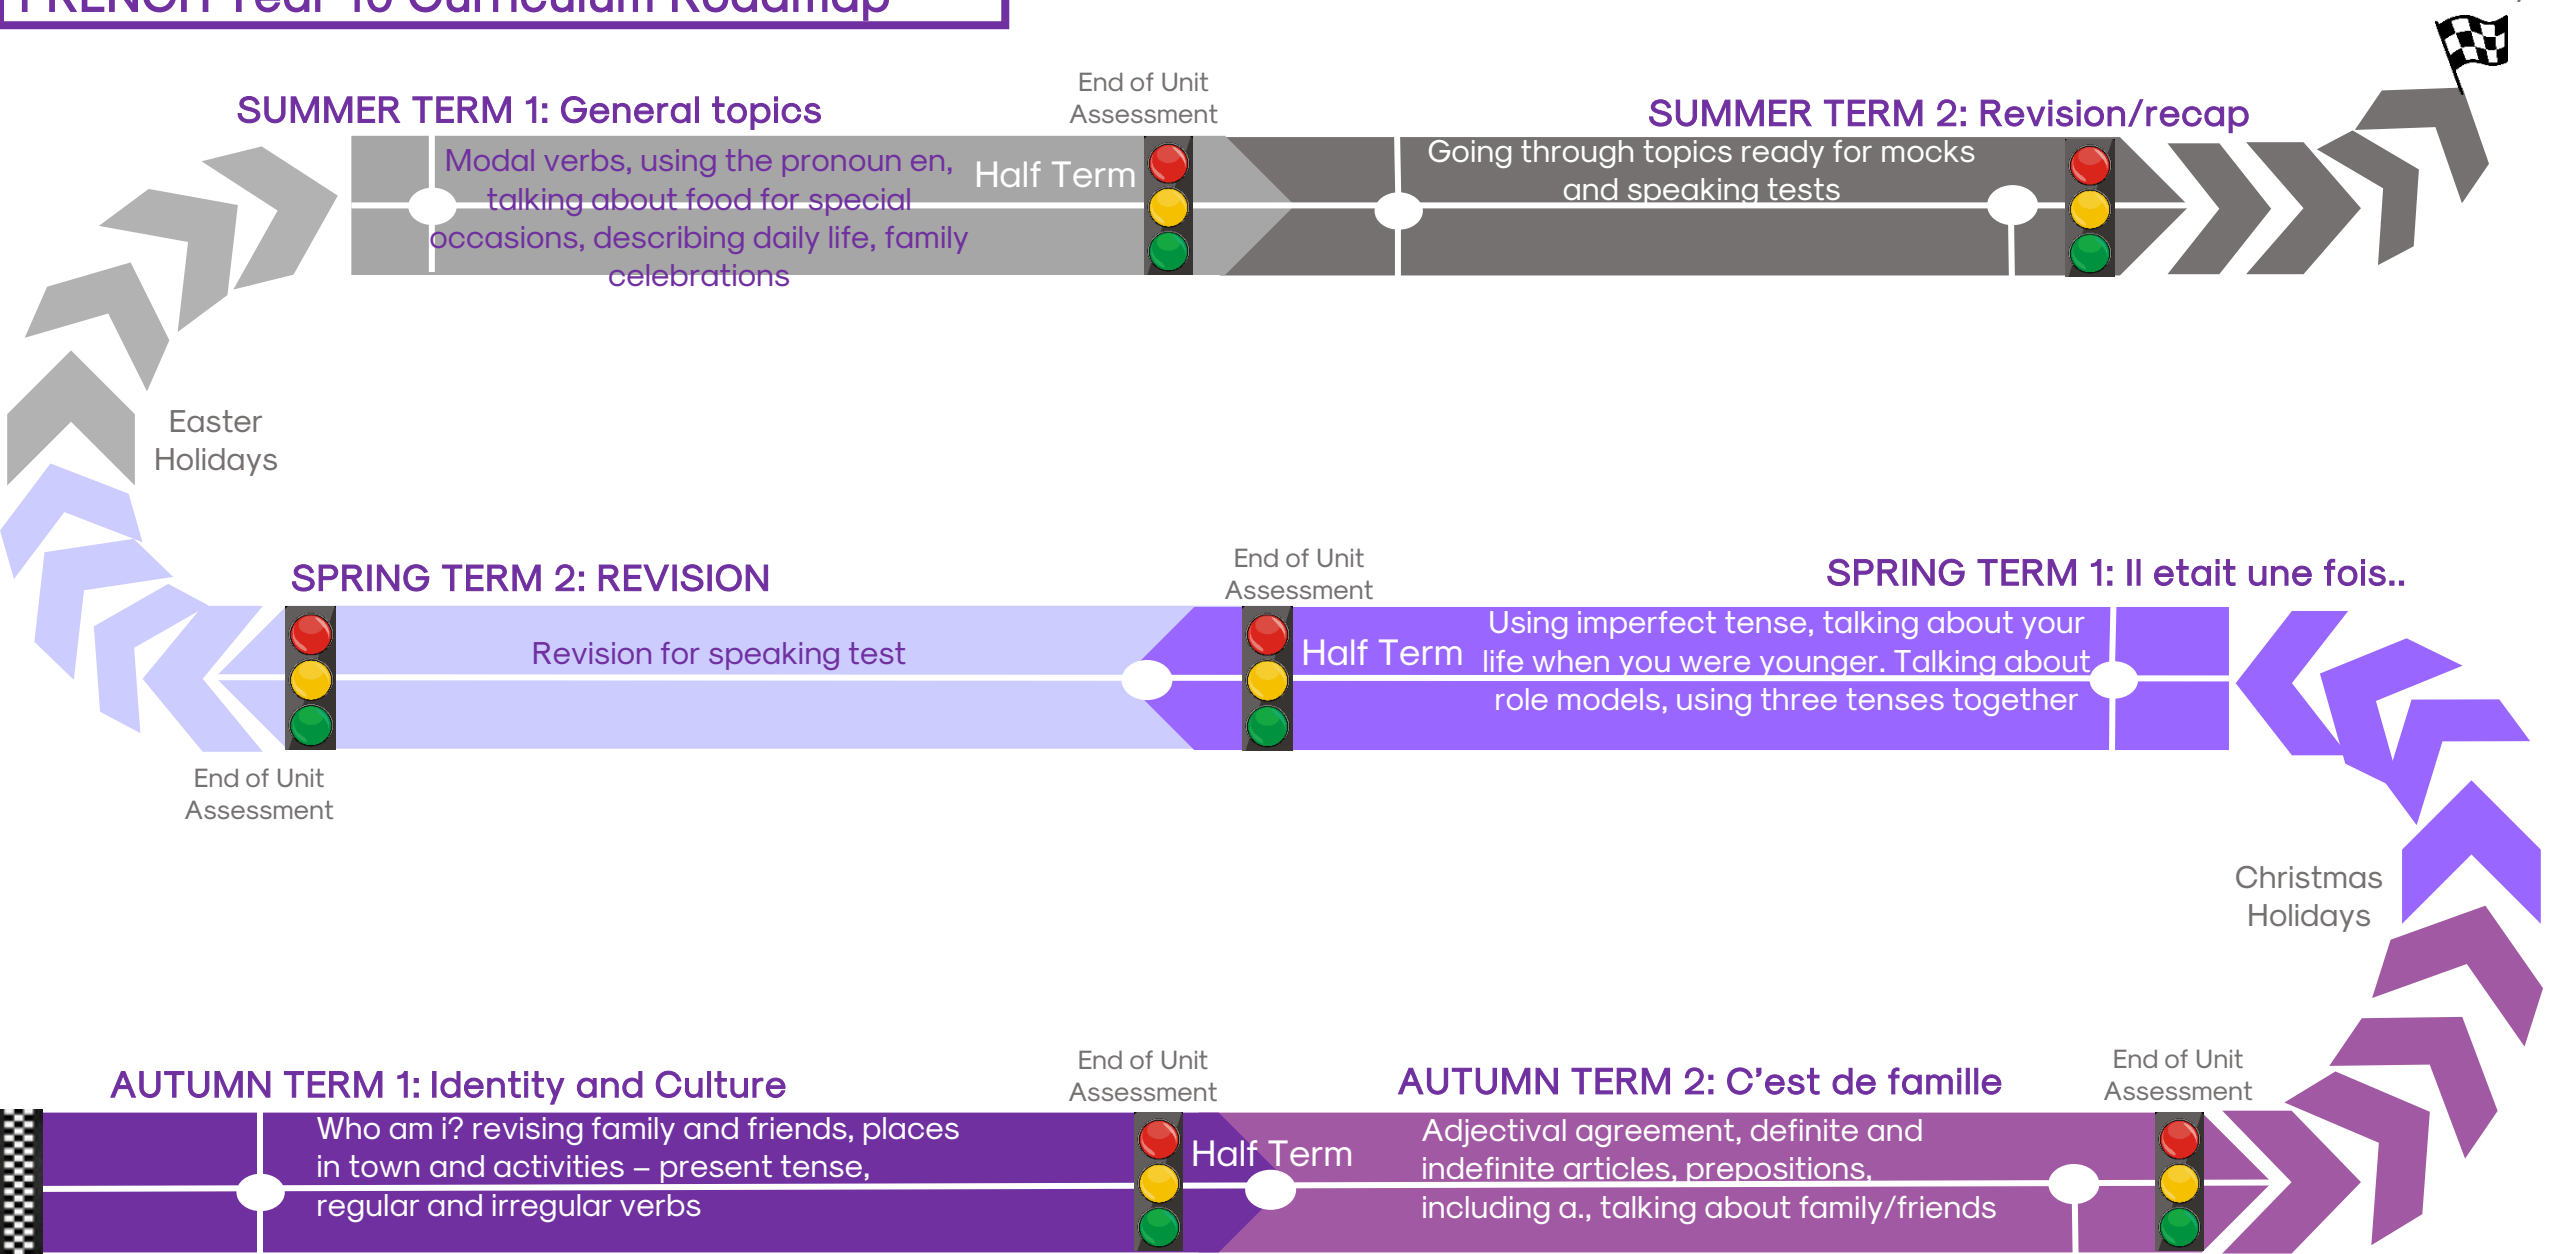 FRENCH Year 10 Curriculum Roadmap
End of Unit
Assessment
SUMMER TERM 1: General topics
SUMMER TERM 2: Revision/recap
Modal verbs, using the pronoun en,
talking about food for special
occasions, describing daily life, family
celebrations
Half Term
Going through topics ready for mocks
and speaking tests
Easter
Holidays
SPRING TERM 2: REVISION
End of Unit
Assessment
SPRING TERM 1: Il etait une fois..
Revision for speaking test
Half Term
Using imperfect tense, talking about your
life when you were younger. Talking about
role models, using three tenses together
End of Unit
Assessment
Christmas
Holidays
AUTUMN TERM 1: Identity and Culture
End of Unit
Assessment
AUTUMN TERM 2: C’est de famille
End of Unit
Assessment
Who am i? revising family and friends, places
in town and activities – present tense,
regular and irregular verbs
Half Term
Adjectival agreement, definite and
indefinite articles, prepositions,
including a., talking about family/friends